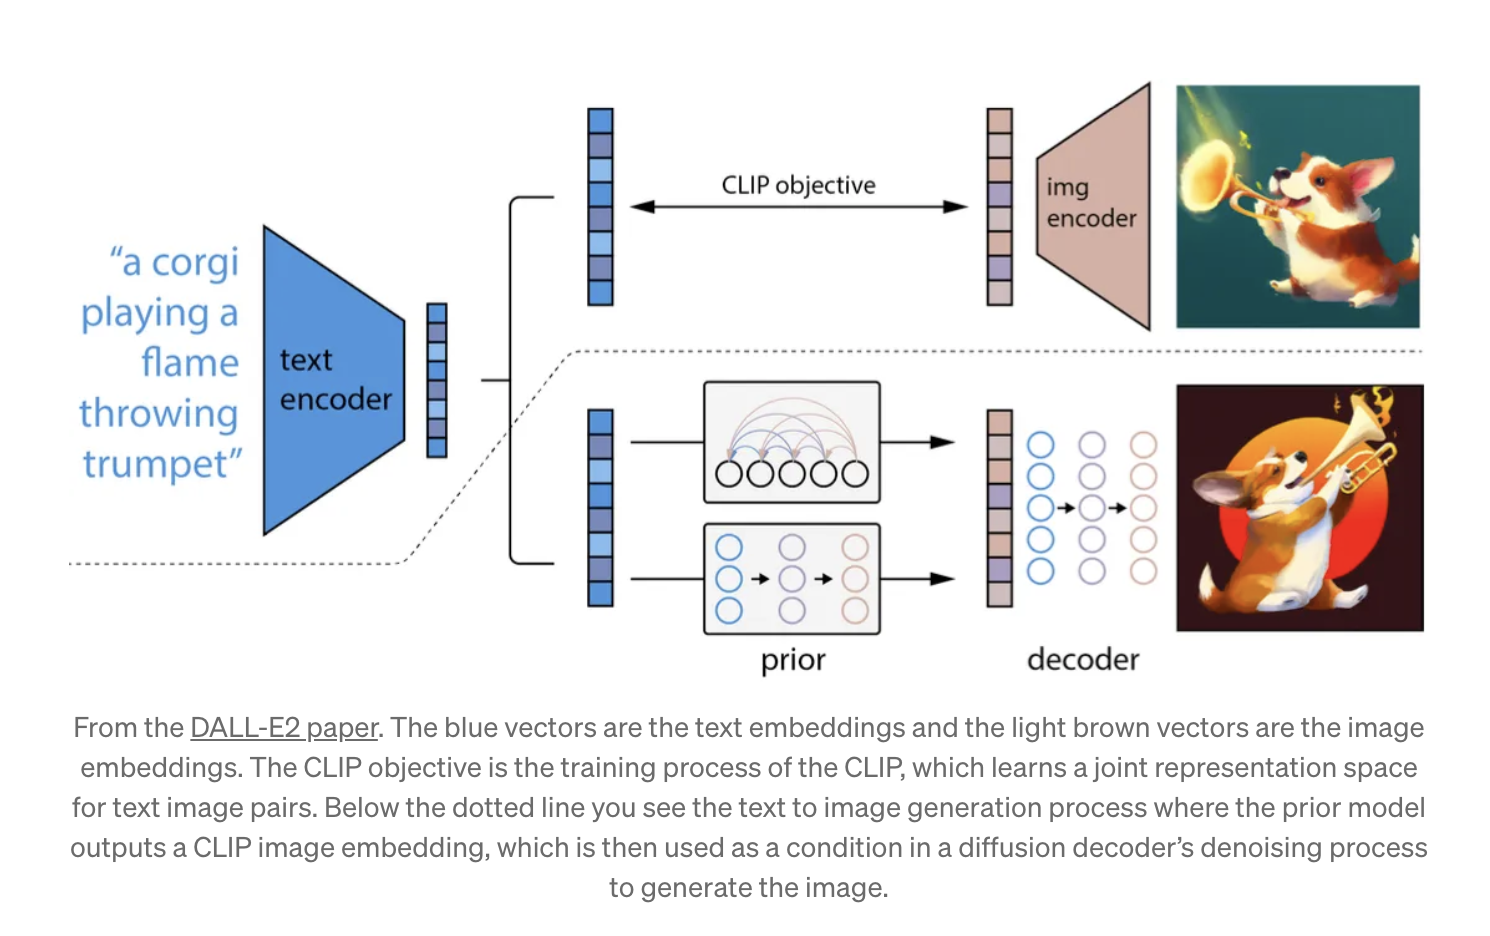 “a corgi
playing a
flame
throwing
trumpet”
text
encoder
CLIP objective
img
encoder
prior
decoder
From the DALL-E2 paper. The blue vectors are the text embeddings and the light brown vectors are the image
embeddings. The CLIP objective is the training process of the CLIP, which learns a joint representation space
for text image pairs. Below the dotted line you see the text to image generation process where the prior model
outputs a CLIP image embedding, which is then used as a condition in a diffusion decoder’s denoising process
to generate the image.